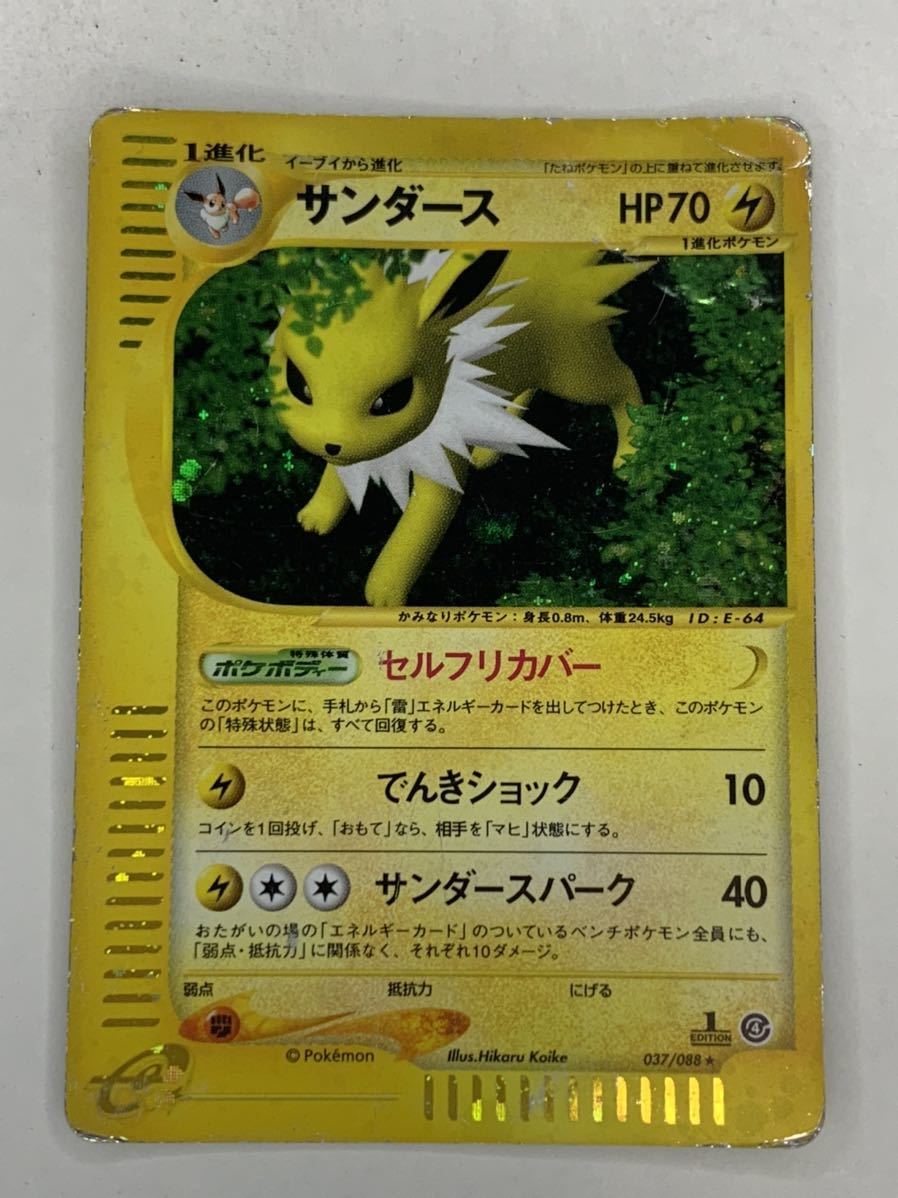 1進化
イーブイから進化
「たねポケモン」の上に重ねて進化させます。
サンダース HP70
1進化ポケモン
かみなりポケモン：身長0.8m、体重24.5kg ID：E-64
特殊体質
ポケボディー セルフリカバー
このポケモンに、手札から「雷」エネルギーカードを出してつけたとき、このポケモン
の「特殊状態」は、すべて回復する。
でんきショック 10
コインを1回投げ、「おもて」なら、相手を「マヒ」状態にする。
サンダースパーク 40
おたがいの場の「エネルギーカード」のついているベンチポケモン全員にも、
「弱点・抵抗力」に関係なく、それぞれ10ダメージ。
弱点 抵抗力 にげる
1
EDITION
4
© Pokémon Illus.Hikaru Koike 037/088★